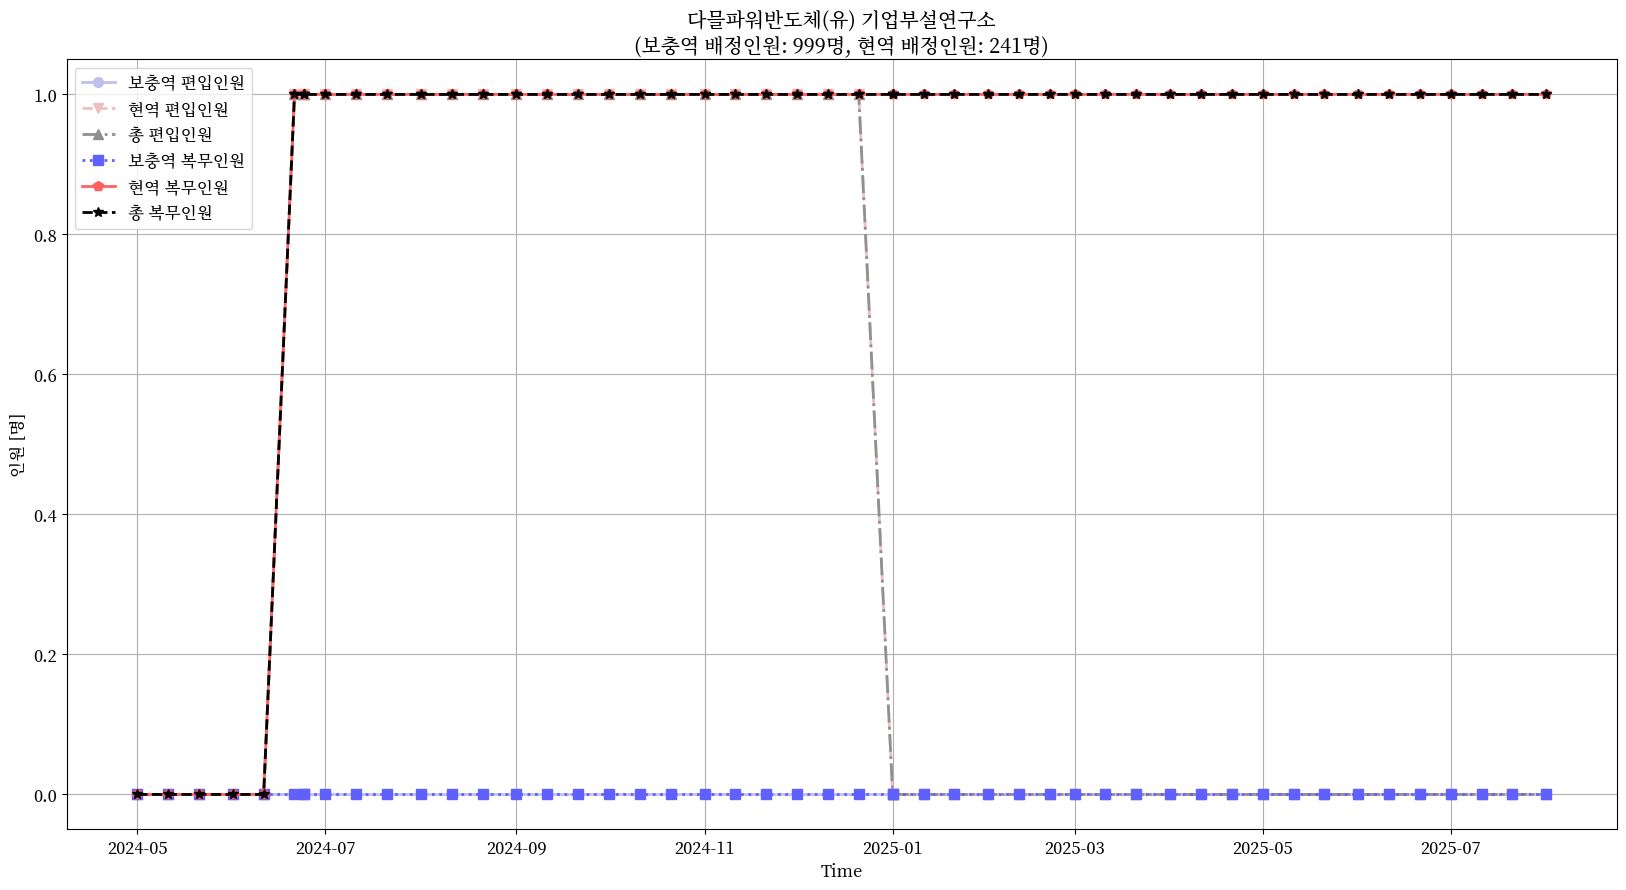 다믈파워반도체(유) 기업부설연구소
(보충역 배정인원: 999명, 현역 배정인원: 241명)
보충역 편입인원
현역 편입인원
총 편입인원
보충역 복무인원
현역 복무인원
총 복무인원
1.0
0.8
0.6
0.4
0.2
0.0
인원 [명]
2024-05
2024-07
2024-09
2024-11
2025-01
2025-03
2025-05
2025-07
Time